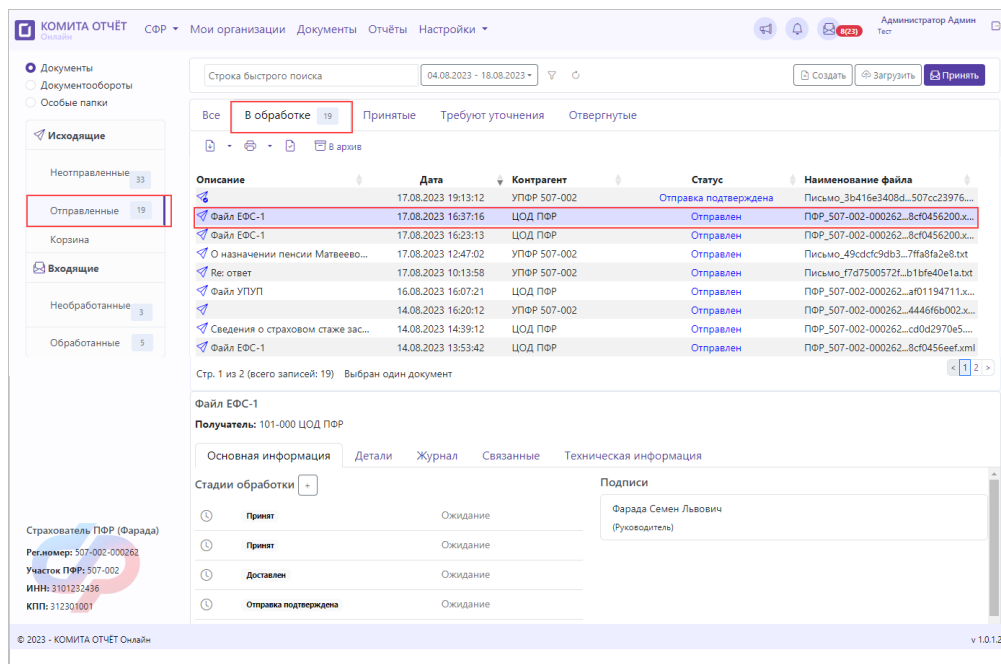 КОМИТА ОТЧЁТ
Онлайн
СФР Мои организации Документы Отчёты Настройки
8(23)
Администратор Админ
Тест
Документы
Документообороты
Особые папки
Исходящие
Неотправленные 33
Отправленные 19
Корзина
Входящие
Необработанные 3
Обработанные 5
Страхователь ПФР (Фарада)
Рег.номер: 507-002-000262
Участок ПФР: 507-002
ИНН: 3101232436
КПП: 312301001
Строка быстрого поиска 04.08.2023 - 18.08.2023 Создать Загрузить Принять
Все В обработке 19 Принятые Требуют уточнения Отвергнутые
В архив
Описание Дата Контрагент Статус Наименование файла
17.08.2023 19:13:12 УПФР 507-002 Отправка подтверждена Письмо_3b416e3408d...507cc23976....
Файл ЕФС-1 17.08.2023 16:37:16 ЦОД ПФР Отправлен ПФР_507-002-000262...8cf0456200.x...
Файл ЕФС-1 17.08.2023 16:23:13 ЦОД ПФР Отправлен ПФР_507-002-000262...8cf0456200.x...
О назначении пенсии Матвеево... 17.08.2023 12:47:02 УПФР 507-002 Отправлен Письмо_49cdcfc9db3...7ffa8fa2e8.txt
Re: ответ 17.08.2023 10:13:58 УПФР 507-002 Отправлен Письмо_f7d7500572f...b1bfe40e1a.txt
Файл УПУП 16.08.2023 16:07:21 ЦОД ПФР Отправлен ПФР_507-002-000262...af01194711.x...
14.08.2023 16:20:12 УПФР 507-002 Отправлен ПФР_507-002-000262...4446f6b002.x...
Сведения о страховом стаже зас... 14.08.2023 14:39:12 ЦОД ПФР Отправлен ПФР_507-002-000262...cd0d2970e5....
Файл ЕФС-1 14.08.2023 13:53:42 ЦОД ПФР Отправлен ПФР_507-002-000262...8cf0456eef.xml
Стр. 1 из 2 (всего записей: 19) Выбран один документ < 1 2 >
Файл ЕФС-1
Получатель: 101-000 ЦОД ПФР
Основная информация Детали Журнал Связанные Техническая информация
Стадии обработки +
Принят Ожидание
Принят Ожидание
Доставлен Ожидание
Отправка подтверждена Ожидание
Подписи
Фарада Семен Львович
(Руководитель)
© 2023 - КОМИТА ОТЧЁТ Онлайн v 1.0.1.2